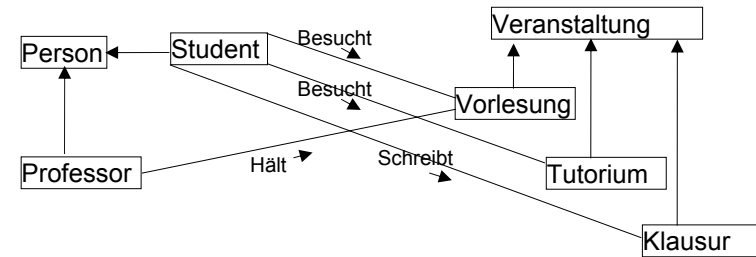 Veranstaltung
Besucht
Person
Student
Besucht
Vorlesung
Hält
Schreibt
Professor
Tutorium
Klausur